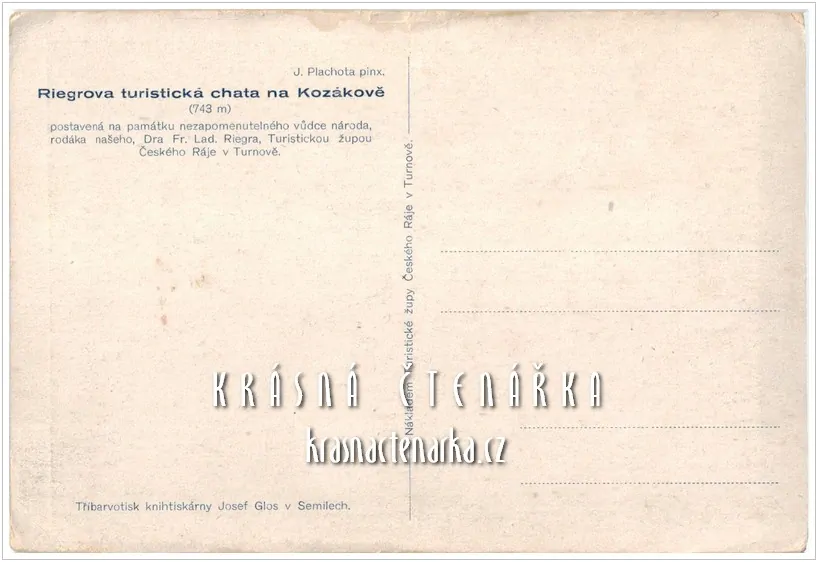 J. Plachota pinx.
Riegrova turistická chata na Kozákově
(743 m)
postavená na památku nezapomenutelného vůdce národa,
rodáka našeho, Dra Fr. Lad. Riegra, Turistickou župou
Českého Ráje v Turnově.
Nákladem Turistické župy Českého Ráje v Turnově.
KRÁSNÁ ČTENÁŘKA
krasnactenarka.cz
Tříbarvotisk knihtiskárny Josef Glos v Semilech.